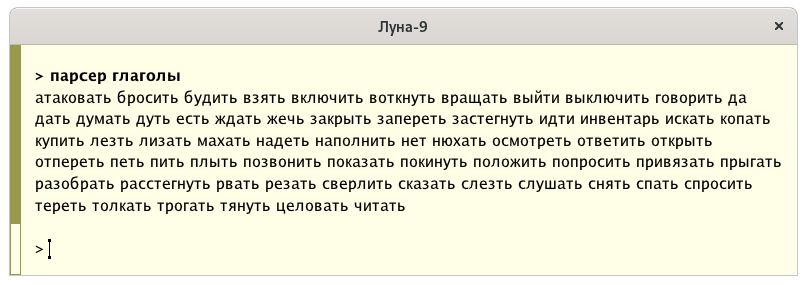 Луна-9
> парсер глаголы
атаковать бросить будить взять включить воткнуть вращать выйти выключить говорить да
дать думать дуть есть ждать жечь закрыть запереть застегнуть идти инвентарь искать копать
купить лезть лизать махать надеть наполнить нет нюхать осмотреть ответить открыть
отпереть петь пить плыть позвонить показать покинуть положить попросить привязать прыгать
разобрать расстегнуть рвать резать сверлить сказать слезть слушать снять спать спросить
тереть толкать трогать тянуть целовать читать
>